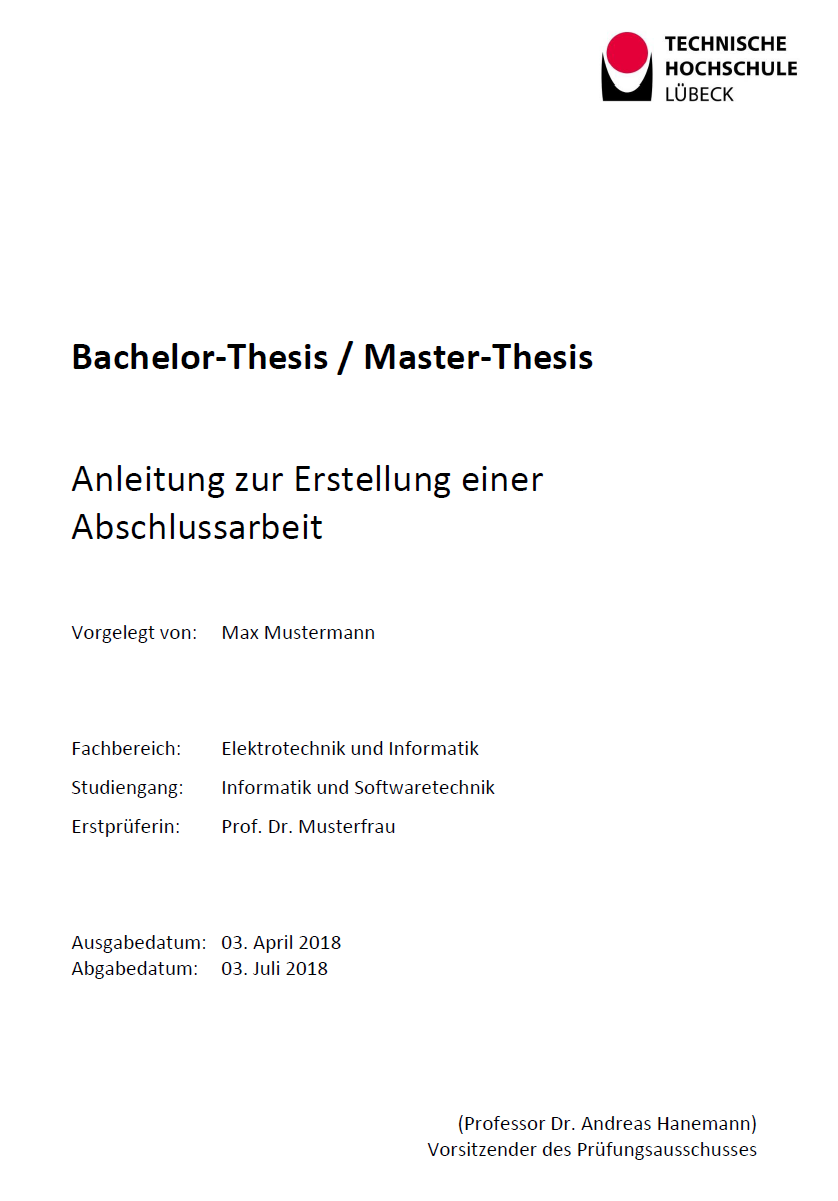 TECHNISCHE
HOCHSCHULE
LÜBECK
Bachelor-Thesis / Master-Thesis
Anleitung zur Erstellung einer
Abschlussarbeit
Vorgelegt von: Max Mustermann
Fachbereich: Elektrotechnik und Informatik
Studiengang: Informatik und Softwaretechnik
Erstprüferin: Prof. Dr. Musterfrau
Ausgabedatum: 03. April 2018
Abgabedatum: 03. Juli 2018
(Professor Dr. Andreas Hanemann)
Vorsitzender des Prüfungsausschusses